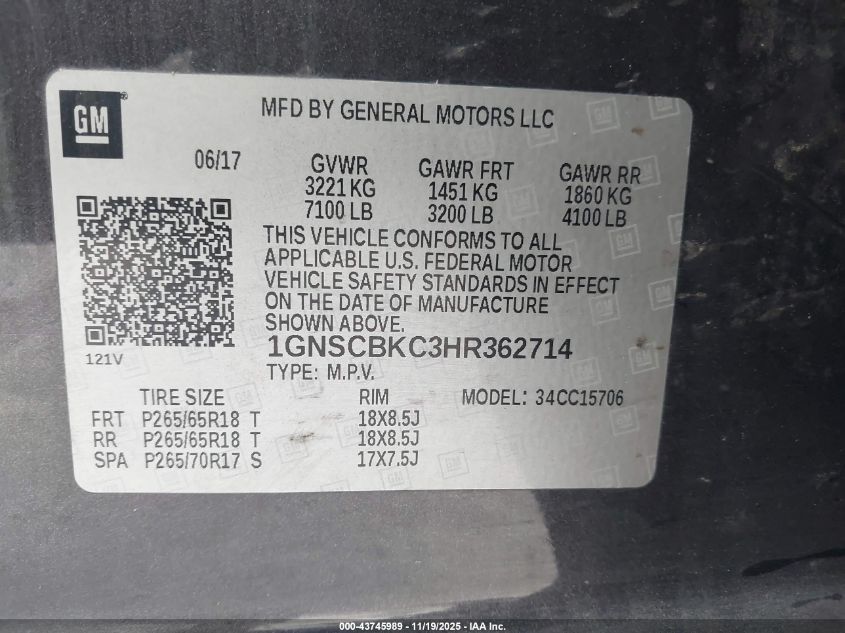 GM
MFD BY GENERAL MOTORS LLC
06/17
GVWR GAWR FRT GAWR RR
3221 KG 1451 KG 1860 KG
7100 LB 3200 LB 4100 LB
THIS VEHICLE CONFORMS TO ALL
APPLICABLE U.S. FEDERAL MOTOR
VEHICLE SAFETY STANDARDS IN EFFECT
ON THE DATE OF MANUFACTURE
SHOWN ABOVE.
121V
1GNSCBKC3HR362714
TYPE: M.P.V.
TIRE SIZE RIM MODEL: 34CC15706
FRT P265/65R18 T 18X8.5J
RR P265/65R18 T 18X8.5J
SPA P265/70R17 S 17X7.5J
000-43745989 — 11/19/2025 — IAA Inc.